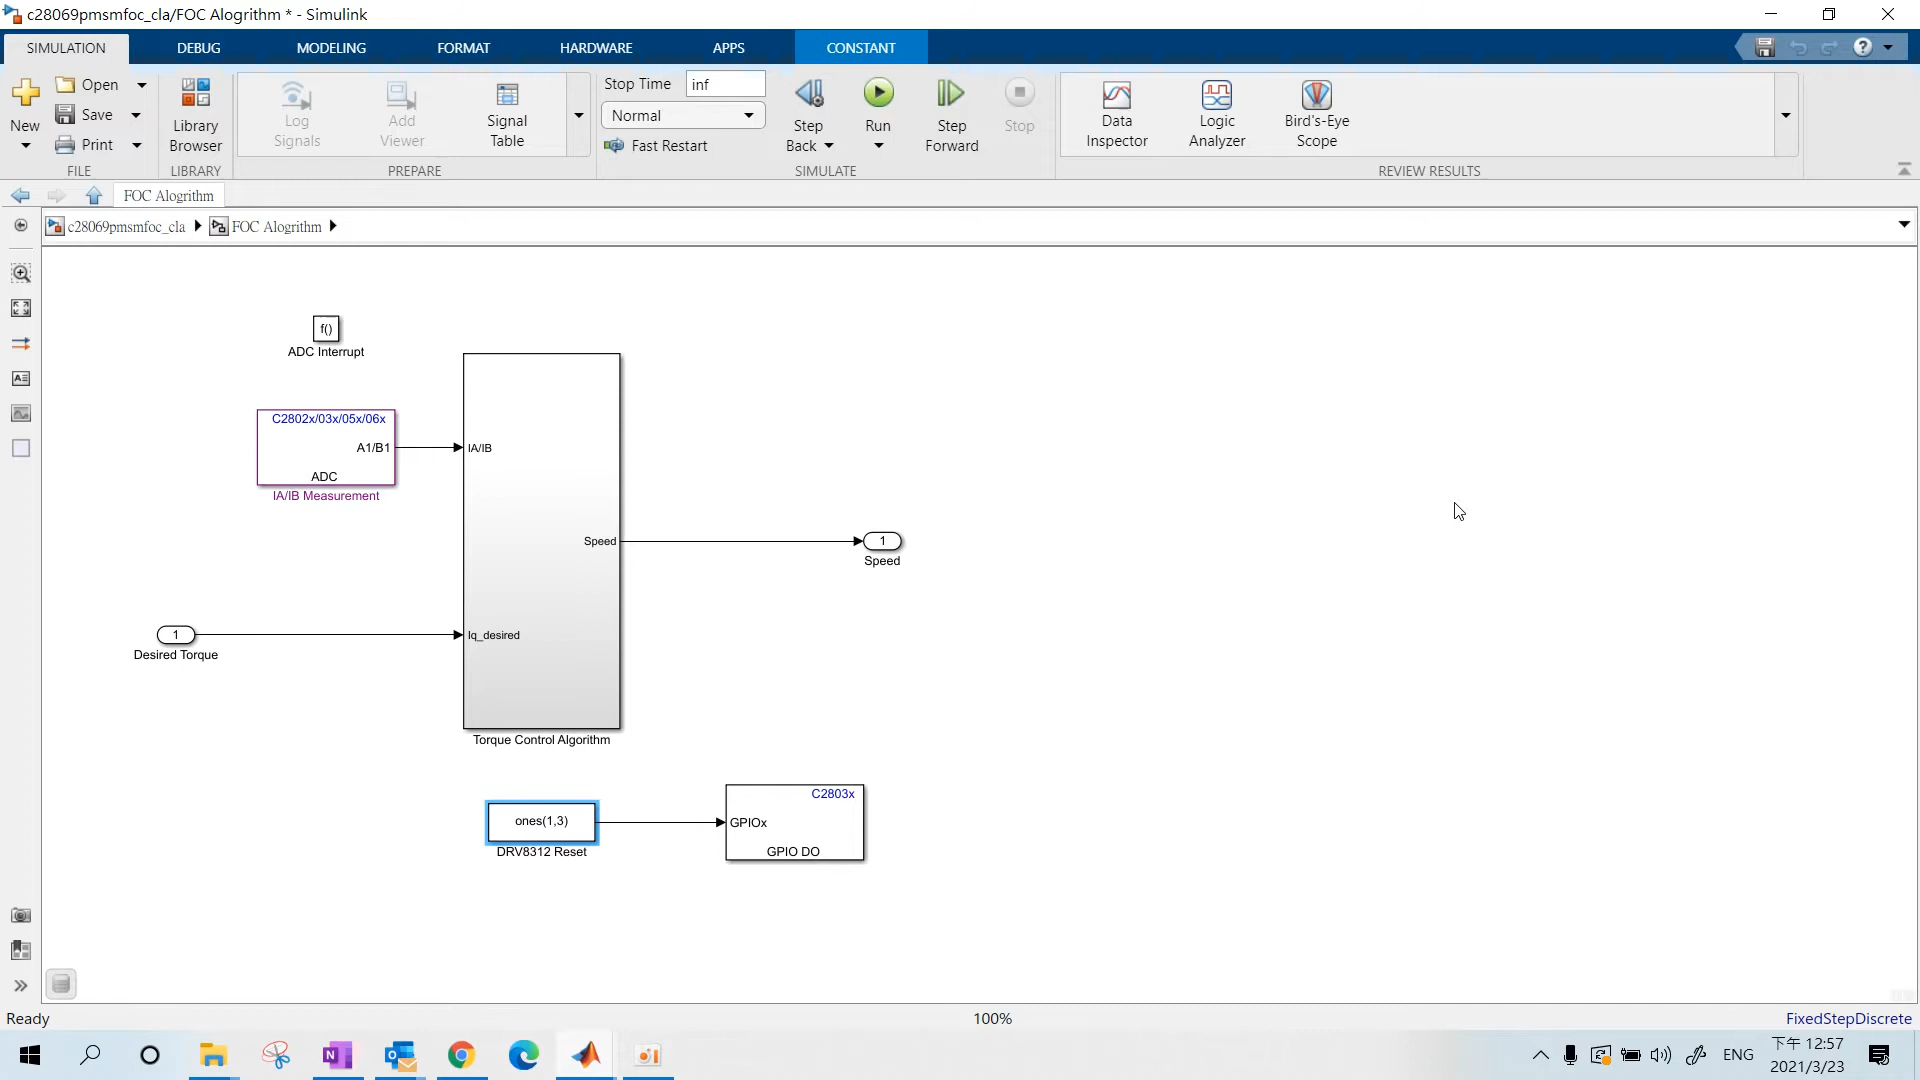 c28069pmsmfoc_cla/FOC Alogrithm * - Simulink
SIMULATION DEBUG MODELING FORMAT HARDWARE APPS CONSTANT
New
Open
Save
Print
FILE
Library Browser
LIBRARY
Log Signals
Add Viewer
Signal Table
PREPARE
Stop Time inf
Normal
Fast Restart
Step Back
Run
Step Forward
Stop
SIMULATE
Data Inspector
Logic Analyzer
Bird's-Eye Scope
REVIEW RESULTS
FOC Alogrithm
c28069pmsmfoc_cla FOC Alogrithm
f()
ADC Interrupt
C2802x/03x/05x/06x
A1/B1
ADC
IA/IB Measurement
IA/IB
Speed
1
Speed
1
Desired Torque
Iq_desired
Torque Control Algorithm
ones(1,3)
DRV8312 Reset
C2803x
GPIOx
GPIO DO
Ready
100%
FixedStepDiscrete
ENG
下午 12:57
2021/3/23